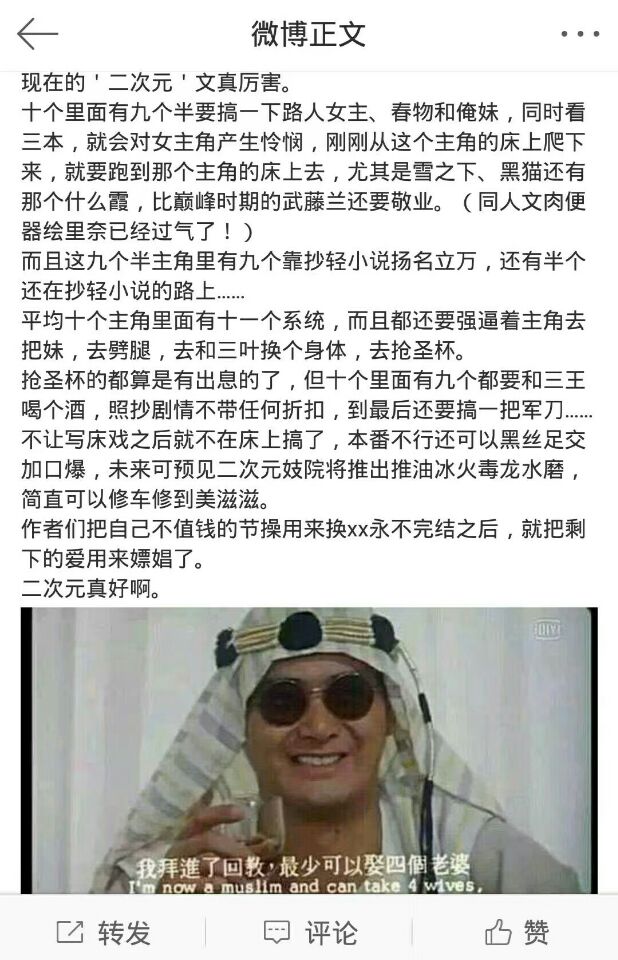 微博正文
现在的＇二次元＇文真厉害。
十个里面有九个半要搞一下路人女主、春物和俺妹，同时看
三本，就会对女主角产生怜悯，刚刚从这个主角的床上爬下
来，就要跑到那个主角的床上去，尤其是雪之下、黑猫还有
那个什么霞，比巅峰时期的武藤兰还要敬业。（同人文肉便
器绘里奈已经过气了！）
而且这九个半主角里有九个靠抄轻小说扬名立万，还有半个
还在抄轻小说的路上……
平均十个主角里面有十一个系统，而且都还要强逼着主角去
把妹，去劈腿，去和三叶换个身体，去抢圣杯。
抢圣杯的都算是有出息的了，但十个里面有九个都要和三王
喝个酒，照抄剧情不带任何折扣，到最后还要搞一把军刀……
不让写床戏之后就不在床上搞了，本番不行还可以黑丝足交
加口爆，未来可预见二次元妓院将推出推油冰火毒龙水磨，
简直可以修车修到美滋滋。
作者们把自己不值钱的节操用来换xx永不完结之后，就把剩
下的爱用来嫖娼了。
二次元真好啊。
iQIYI
我拜進了回教，最少可以娶四個老婆
I'm now a muslim and can take 4 wives,
转发
评论
赞